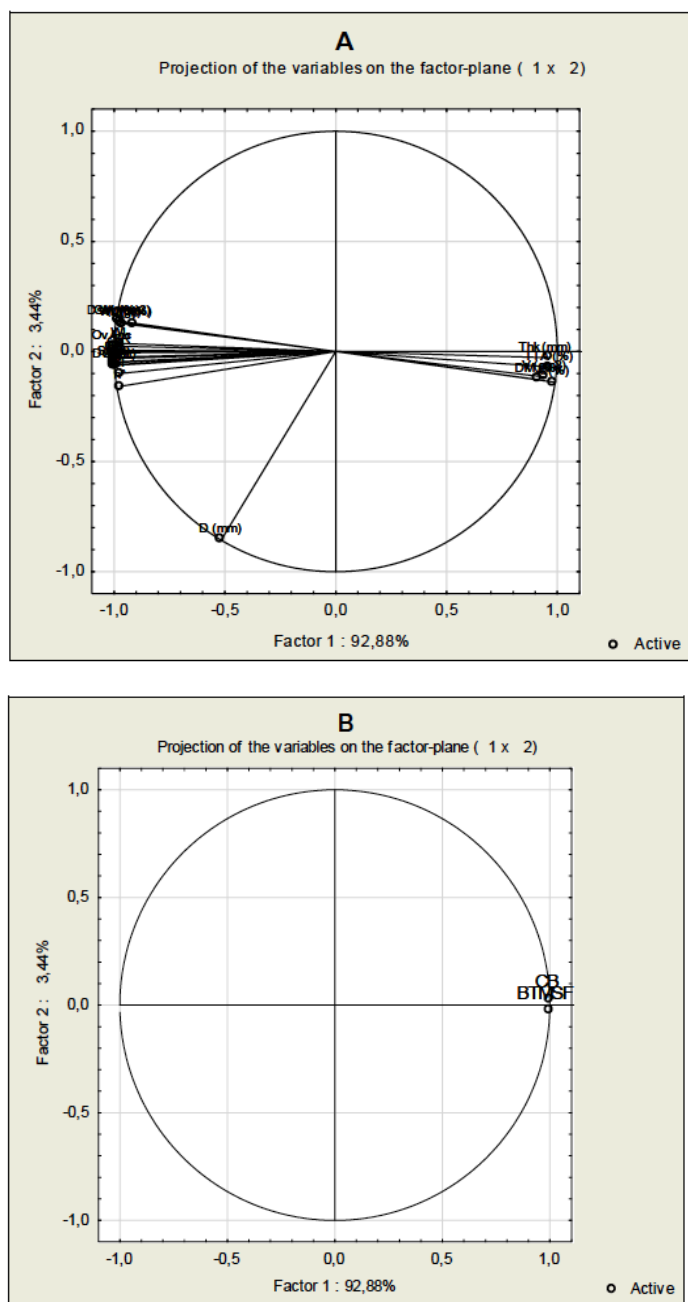 A
Projection of the variables on the factor-plane ( 1 x 2)
1,0
0,5
0,0
-0,5
-1,0
Factor 2 : 3,44%
Thk (mm)
D (mm)
-1,0 -0,5 0,0 0,5 1,0
Factor 1 : 92,88%
Active
B
Projection of the variables on the factor-plane ( 1 x 2)
1,0
0,5
0,0
-0,5
-1,0
Factor 2 : 3,44%
CB
BTMSF
-1,0 -0,5 0,0 0,5 1,0
Factor 1 : 92,88%
Active